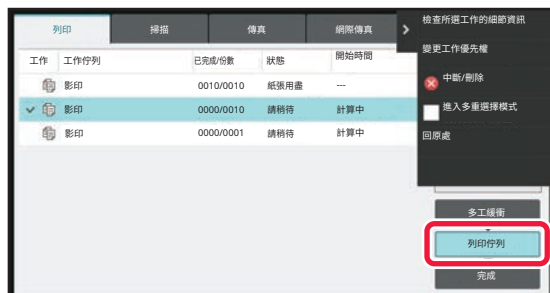 列印 掃描 傳真 網際傳真
工作 工作佇列 已完成/份數 狀態 開始時間
影印 0010/0010 紙張用盡 ---
影印 0000/0010 請稍待 計算中
影印 0000/0001 請稍待 計算中
檢查所選工作的細節資訊
變更工作優先權
中斷/刪除
進入多重選擇模式
回原處
多工緩衝
列印佇列
完成